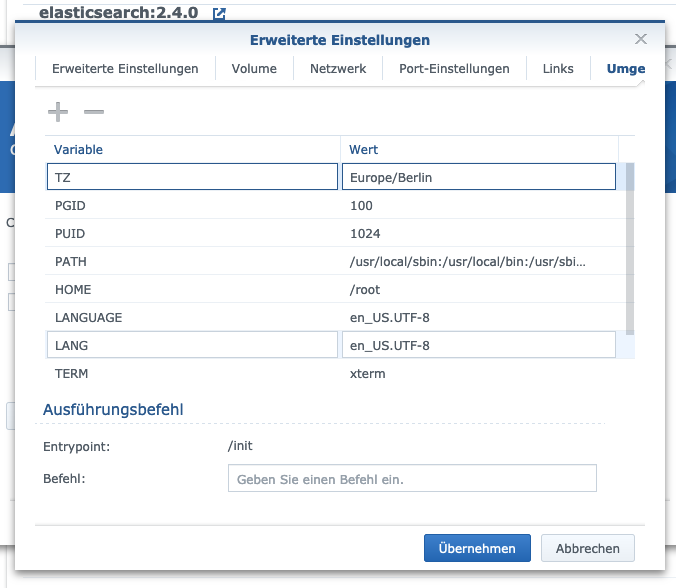 elasticsearch:2.4.0
Erweiterte Einstellungen
Erweiterte Einstellungen Volume Netzwerk Port-Einstellungen Links Umge
Variable Wert
TZ Europe/Berlin
PGID 100
PUID 1024
PATH /usr/local/sbin:/usr/local/bin:/usr/sbi...
HOME /root
LANGUAGE en_US.UTF-8
LANG en_US.UTF-8
TERM xterm
Ausführungsbefehl
Entrypoint: /init
Befehl: Geben Sie einen Befehl ein.
Übernehmen Abbrechen